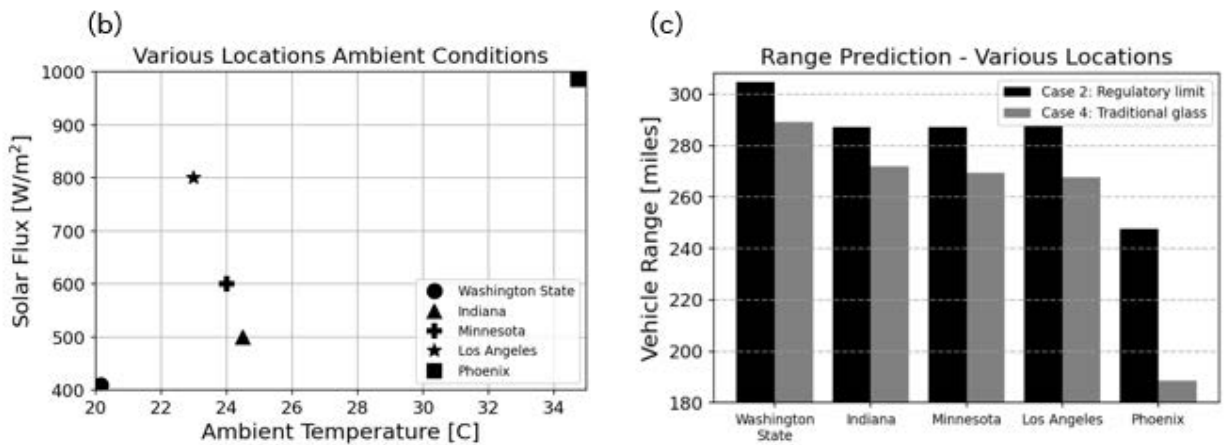 (b)
Various Locations Ambient Conditions
Solar Flux [W/m²]
1000
900
800
700
600
500
400
20
22
24
26
28
30
32
34
Ambient Temperature [C]
Washington State
Indiana
Minnesota
Los Angeles
Phoenix
(c)
Range Prediction - Various Locations
Vehicle Range [miles]
300
280
260
240
220
200
180
Case 2: Regulatory limit
Case 4: Traditional glass
Washington
State
Indiana
Minnesota
Los Angeles
Phoenix